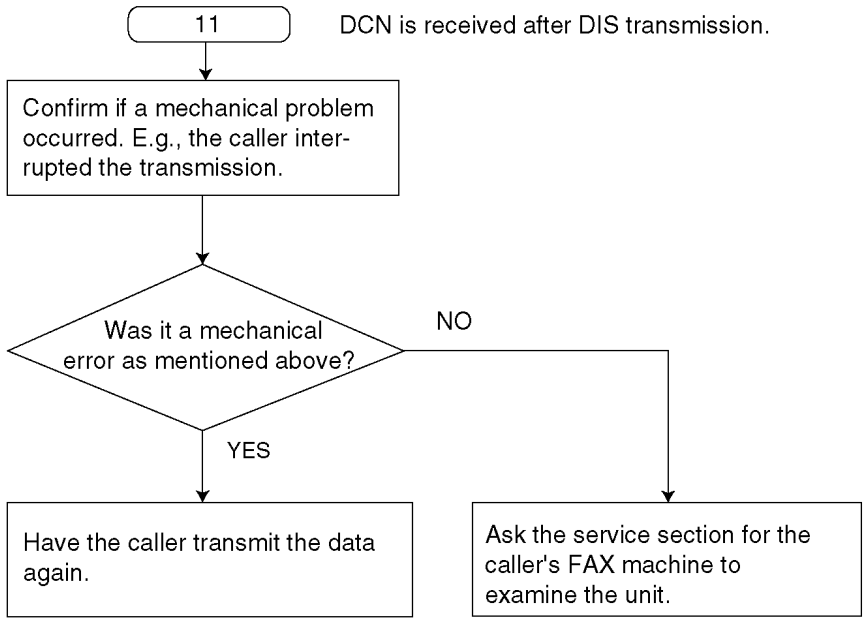 11
DCN is received after DIS transmission.
Confirm if a mechanical problem
occurred. E.g., the caller inter-
rupted the transmission.
Was it a mechanical
error as mentioned above?
NO
YES
Have the caller transmit the data
again.
Ask the service section for the
caller's FAX machine to
examine the unit.